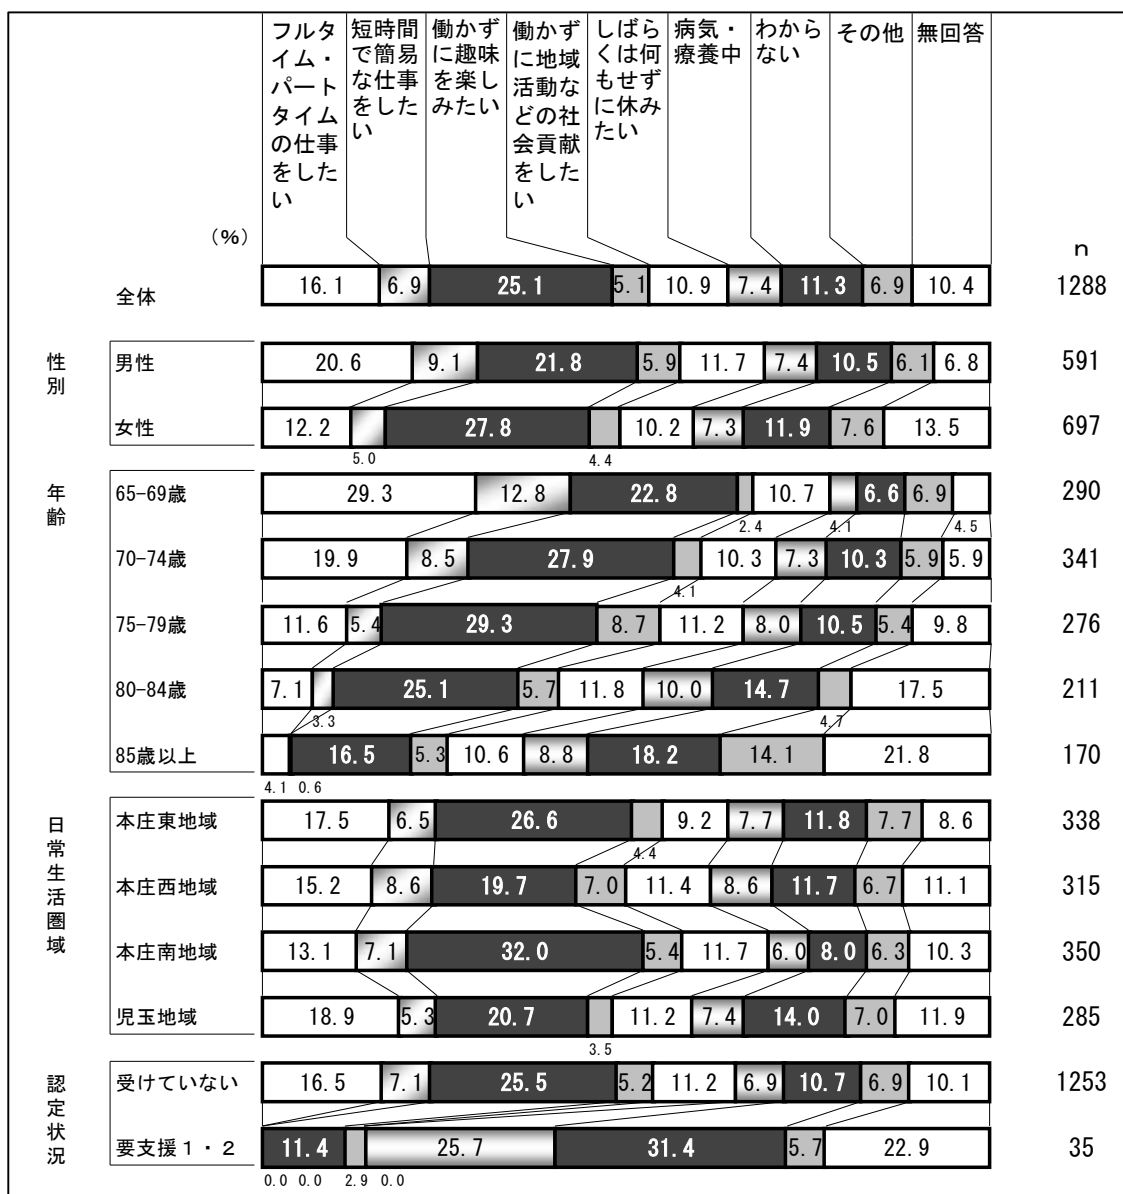 フルタ
イム・
パート
タイム
の仕事
をした
い
短時間
で簡易
な仕事
をした
い
働かず
に趣味
を楽し
みたい
働かず
に地域
活動な
どの社
会貢献
をした
い
しばら
くは何
もせず
に休み
たい
病気・
療養中
わから
ない
その他
無回答
(%)
n
全体
16.1 6.9 25.1 5.1 10.9 7.4 11.3 6.9 10.4 1288
性別
男性
20.6 9.1 21.8 5.9 11.7 7.4 10.5 6.1 6.8 591
女性
12.2 27.8 10.2 7.3 11.9 7.6 13.5 697
5.0 4.4
年齢
65-69歳
29.3 12.8 22.8 10.7 6.6 6.9 290
2.4 4.1 4.5
70-74歳
19.9 8.5 27.9 10.3 7.3 10.3 5.9 5.9 341
4.1
75-79歳
11.6 5.4 29.3 8.7 11.2 8.0 10.5 5.4 9.8 276
80-84歳
7.1 25.1 5.7 11.8 10.0 14.7 17.5 211
3.3 4.7
85歳以上
16.5 5.3 10.6 8.8 18.2 14.1 21.8 170
4.1 0.6
日常生活圏域
本庄東地域
17.5 6.5 26.6 9.2 7.7 11.8 7.7 8.6 338
4.4
本庄西地域
15.2 8.6 19.7 7.0 11.4 8.6 11.7 6.7 11.1 315
本庄南地域
13.1 7.1 32.0 5.4 11.7 6.0 8.0 6.3 10.3 350
児玉地域
18.9 5.3 20.7 11.2 7.4 14.0 7.0 11.9 285
3.5
認定状況
受けていない
16.5 7.1 25.5 5.2 11.2 6.9 10.7 6.9 10.1 1253
要支援1・2
11.4 25.7 31.4 5.7 22.9 35
0.0 0.0 2.9 0.0